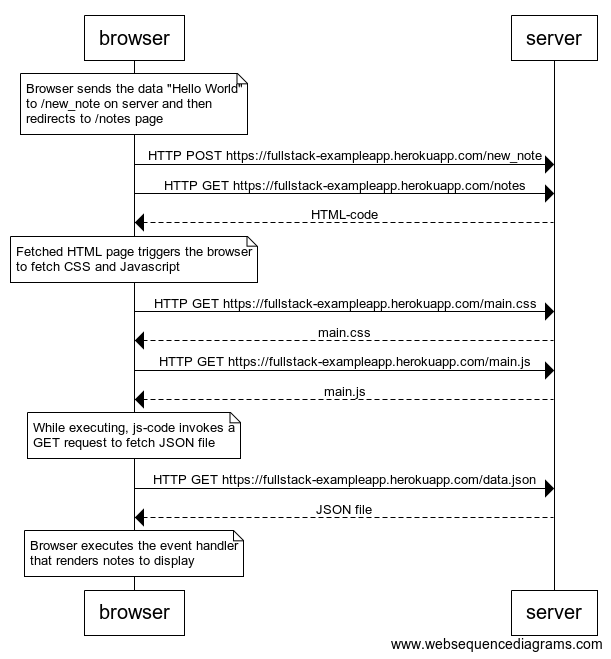 browser
server
Browser sends the data "Hello World"
to /new_note on server and then
redirects to /notes page
HTTP POST https://fullstack-exampleapp.herokuapp.com/new_note
HTTP GET https://fullstack-exampleapp.herokuapp.com/notes
HTML-code
Fetched HTML page triggers the browser
to fetch CSS and Javascript
HTTP GET https://fullstack-exampleapp.herokuapp.com/main.css
main.css
HTTP GET https://fullstack-exampleapp.herokuapp.com/main.js
main.js
While executing, js-code invokes a
GET request to fetch JSON file
HTTP GET https://fullstack-exampleapp.herokuapp.com/data.json
JSON file
Browser executes the event handler
that renders notes to display
browser
server
www.websequencediagrams.com